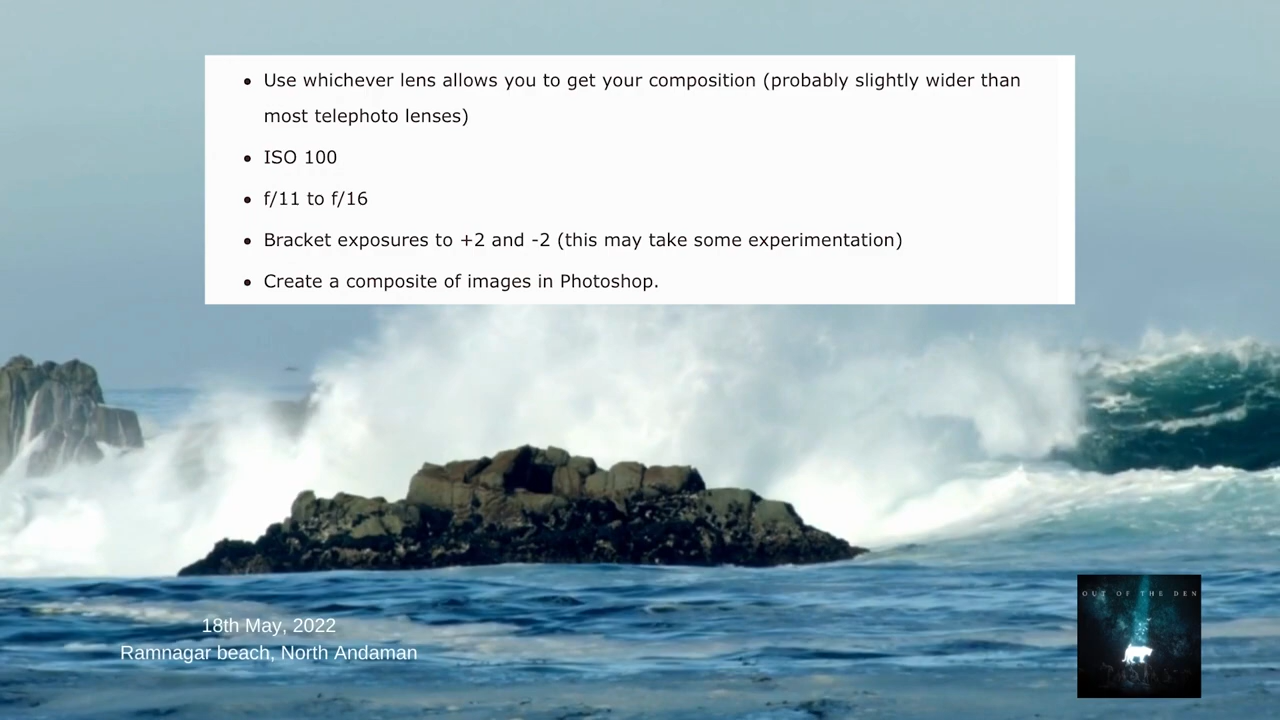 • Use whichever lens allows you to get your composition (probably slightly wider than
most telephoto lenses)
• ISO 100
• f/11 to f/16
• Bracket exposures to +2 and -2 (this may take some experimentation)
• Create a composite of images in Photoshop.
18th May, 2022
Ramnagar beach, North Andaman
OUT OF THE DEN